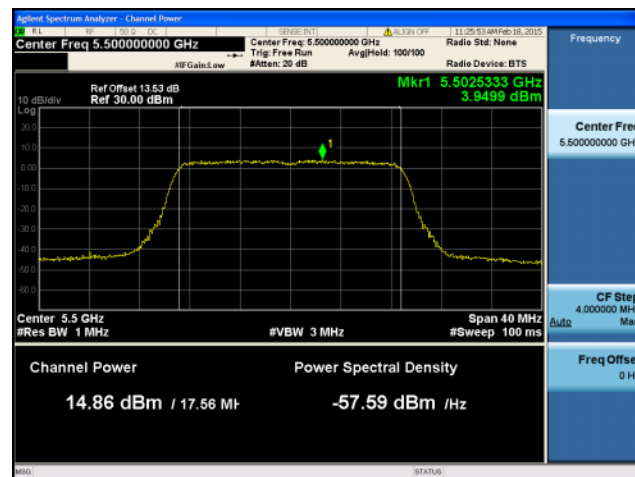 Agilent Spectrum Analyzer - Channel Power
RL RF 50 Ω DC SENSE:INT ALIGN OFF 11:25:53 AM Feb 18, 2015
Center Freq 5.500000000 GHz Center Freq: 5.500000000 GHz Radio Std: None
Trig: Free Run Avg|Hold: 100/100
#IFGain:Low #Atten: 20 dB Radio Device: BTS
Mkr1 5.5025333 GHz
Ref Offset 13.53 dB
10 dB/div Ref 30.00 dBm 3.9499 dBm
Log
20.0
10.0
1
0.00
-10.0
-20.0
-30.0
-40.0
-50.0
-60.0
Center 5.5 GHz Span 40 MHz
#Res BW 1 MHz #VBW 3 MHz #Sweep 100 ms
Channel Power Power Spectral Density
14.86 dBm / 17.56 MH -57.59 dBm /Hz
MSG STATUS
Frequency
Center Fre
5.500000000 GH
CF Step
4.000000 MH
Auto Ma
Freq Offse
0 H